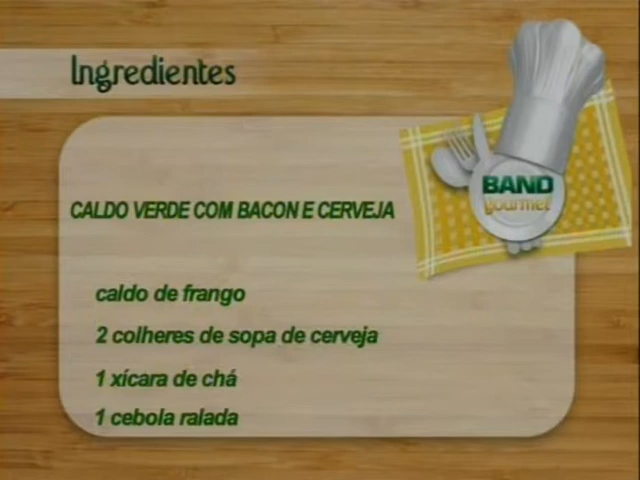 Ingredientes
BAND
gourmet
CALDO VERDE COM BACON E CERVEJA
caldo de frango
2 colheres de sopa de cerveja
1 xícara de chá
1 cebola ralada